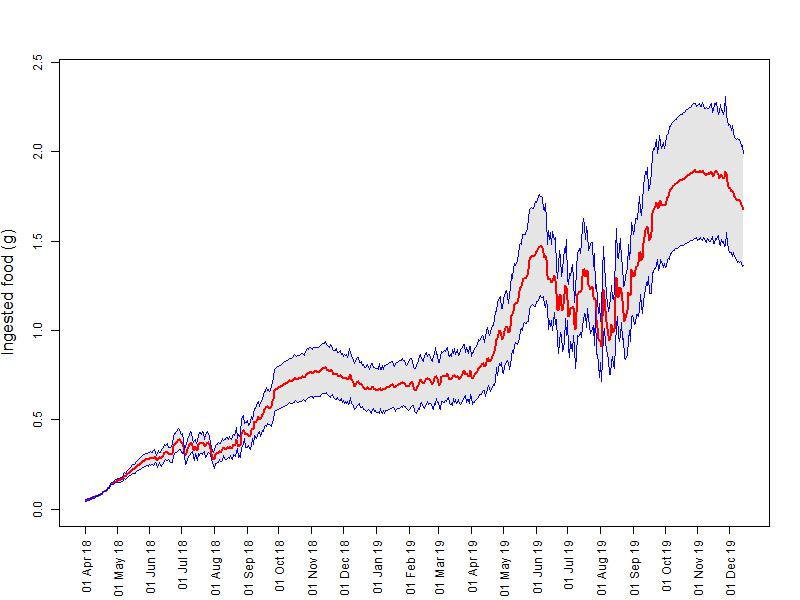 Ingested food (g)
2.5
2.0
1.5
1.0
0.5
0.0
01 Apr 18
01 May 18
01 Jun 18
01 Jul 18
01 Aug 18
01 Sep 18
01 Oct 18
01 Nov 18
01 Dec 18
01 Jan 19
01 Feb 19
01 Mar 19
01 Apr 19
01 May 19
01 Jun 19
01 Jul 19
01 Aug 19
01 Sep 19
01 Oct 19
01 Nov 19
01 Dec 19